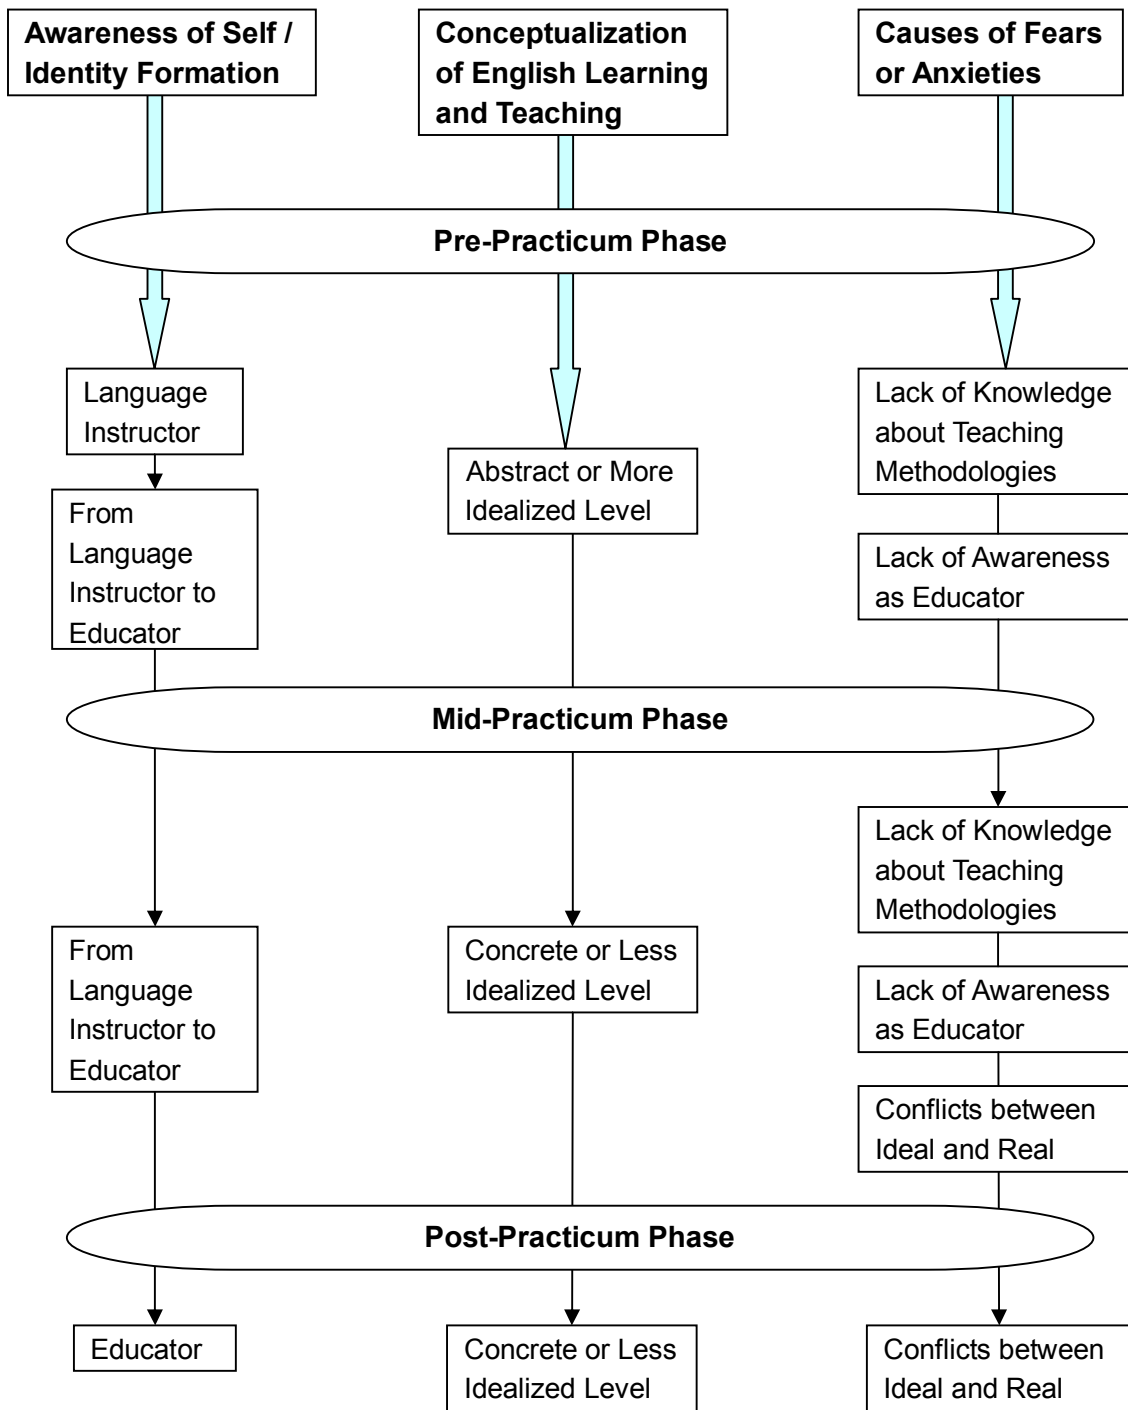 Awareness of Self /
Identity Formation
Conceptualization
of English Learning
and Teaching
Causes of Fears
or Anxieties
Pre-Practicum Phase
Language
Instructor
From
Language
Instructor to
Educator
Abstract or More
Idealized Level
Lack of Knowledge
about Teaching
Methodologies
Lack of Awareness
as Educator
Mid-Practicum Phase
From
Language
Instructor to
Educator
Concrete or Less
Idealized Level
Lack of Knowledge
about Teaching
Methodologies
Lack of Awareness
as Educator
Conflicts between
Ideal and Real
Post-Practicum Phase
Educator
Concrete or Less
Idealized Level
Conflicts between
Ideal and Real